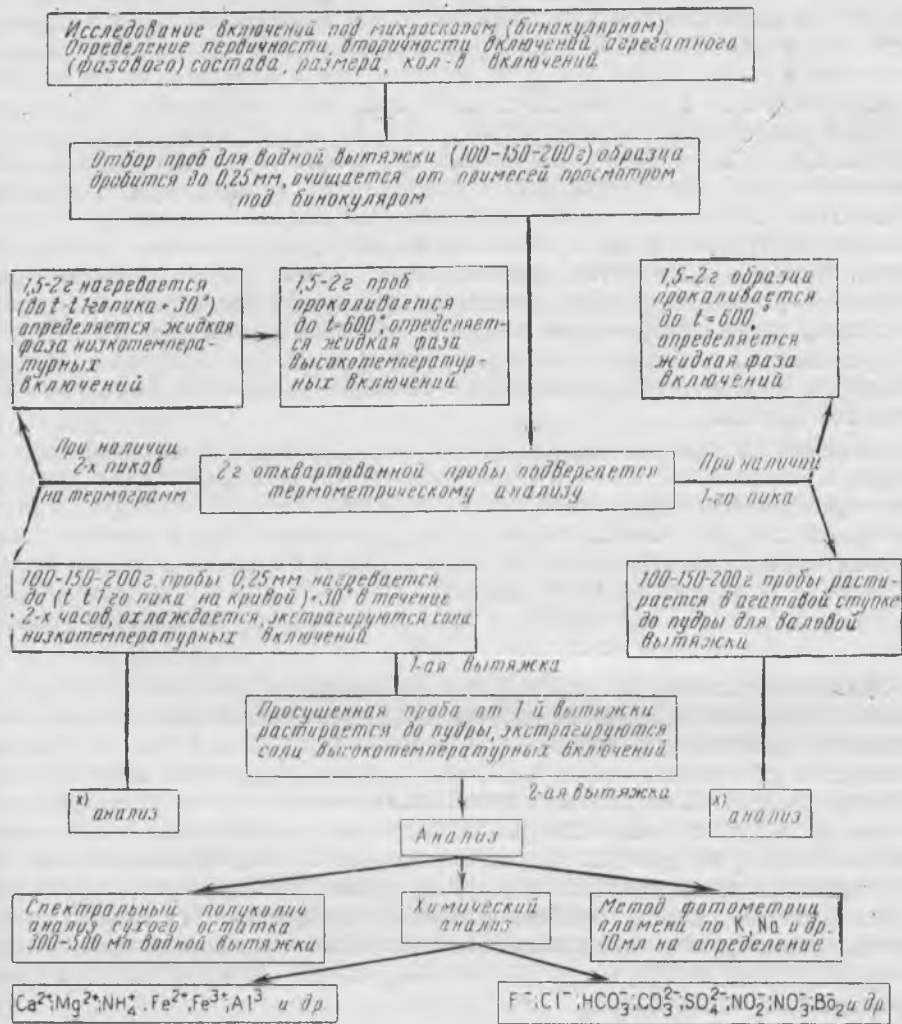 Исследование включений под микроскопом (бинокулярном)
Определение первичности, вторичности включений, агрегатного
(фазового) состава, размера, кол-в включений
Отбор проб для водной вытяжки (100-150-200г) образца
дробится до 0,25 мм, очищается от примесей просмотром
под бинокуляром
1,5-2г нагревается
(до t-t 1-го пика + 30°)
определяется жидкая
фаза низкотемпера-
турных
включений
1,5-2г проб
прокаливается
до t=600°, определяет-
ся жидкая фаза
высокотемператур-
ных включений
1,5-2г образца
прокаливается
до t=600,°
определяется
жидкая фаза
включений
При наличии
2-х пиков
на термограмм
2г отквартованной пробы подвергается
термометрическому анализу
При наличии
1-го пика
100-150-200г пробы 0,25 мм нагревается
до (t t 1го пика на кривой)+30° в течение
2-х часов, охлаждается, экстрагируются соли
низкотемпературных включений
100-150-200г пробы расти-
рается в агатовой ступке
до пудры для валовой
вытяжки
1-ая вытяжка
Просушенная проба от 1-й вытяжки
растирается до пудры, экстрагируются
соли высокотемпературных включений
2-ая вытяжка
x)
анализ
x)
анализ
Анализ
Спектральный полуколич
анализ сухого остатка
300-500 мл водной вытяжки
Химический
анализ
Метод фотометрии
пламени по K, Na и др.
10мл на определение
Ca²⁺; Mg²⁺; NH₄⁺. Fe²⁺; Fe³⁺; Al³ и др.
F⁻; Cl⁻; HCO₃⁻; CO₃²⁻; SO₄²⁻; NO₂⁻; NO₃⁻; BO₂⁻ и др